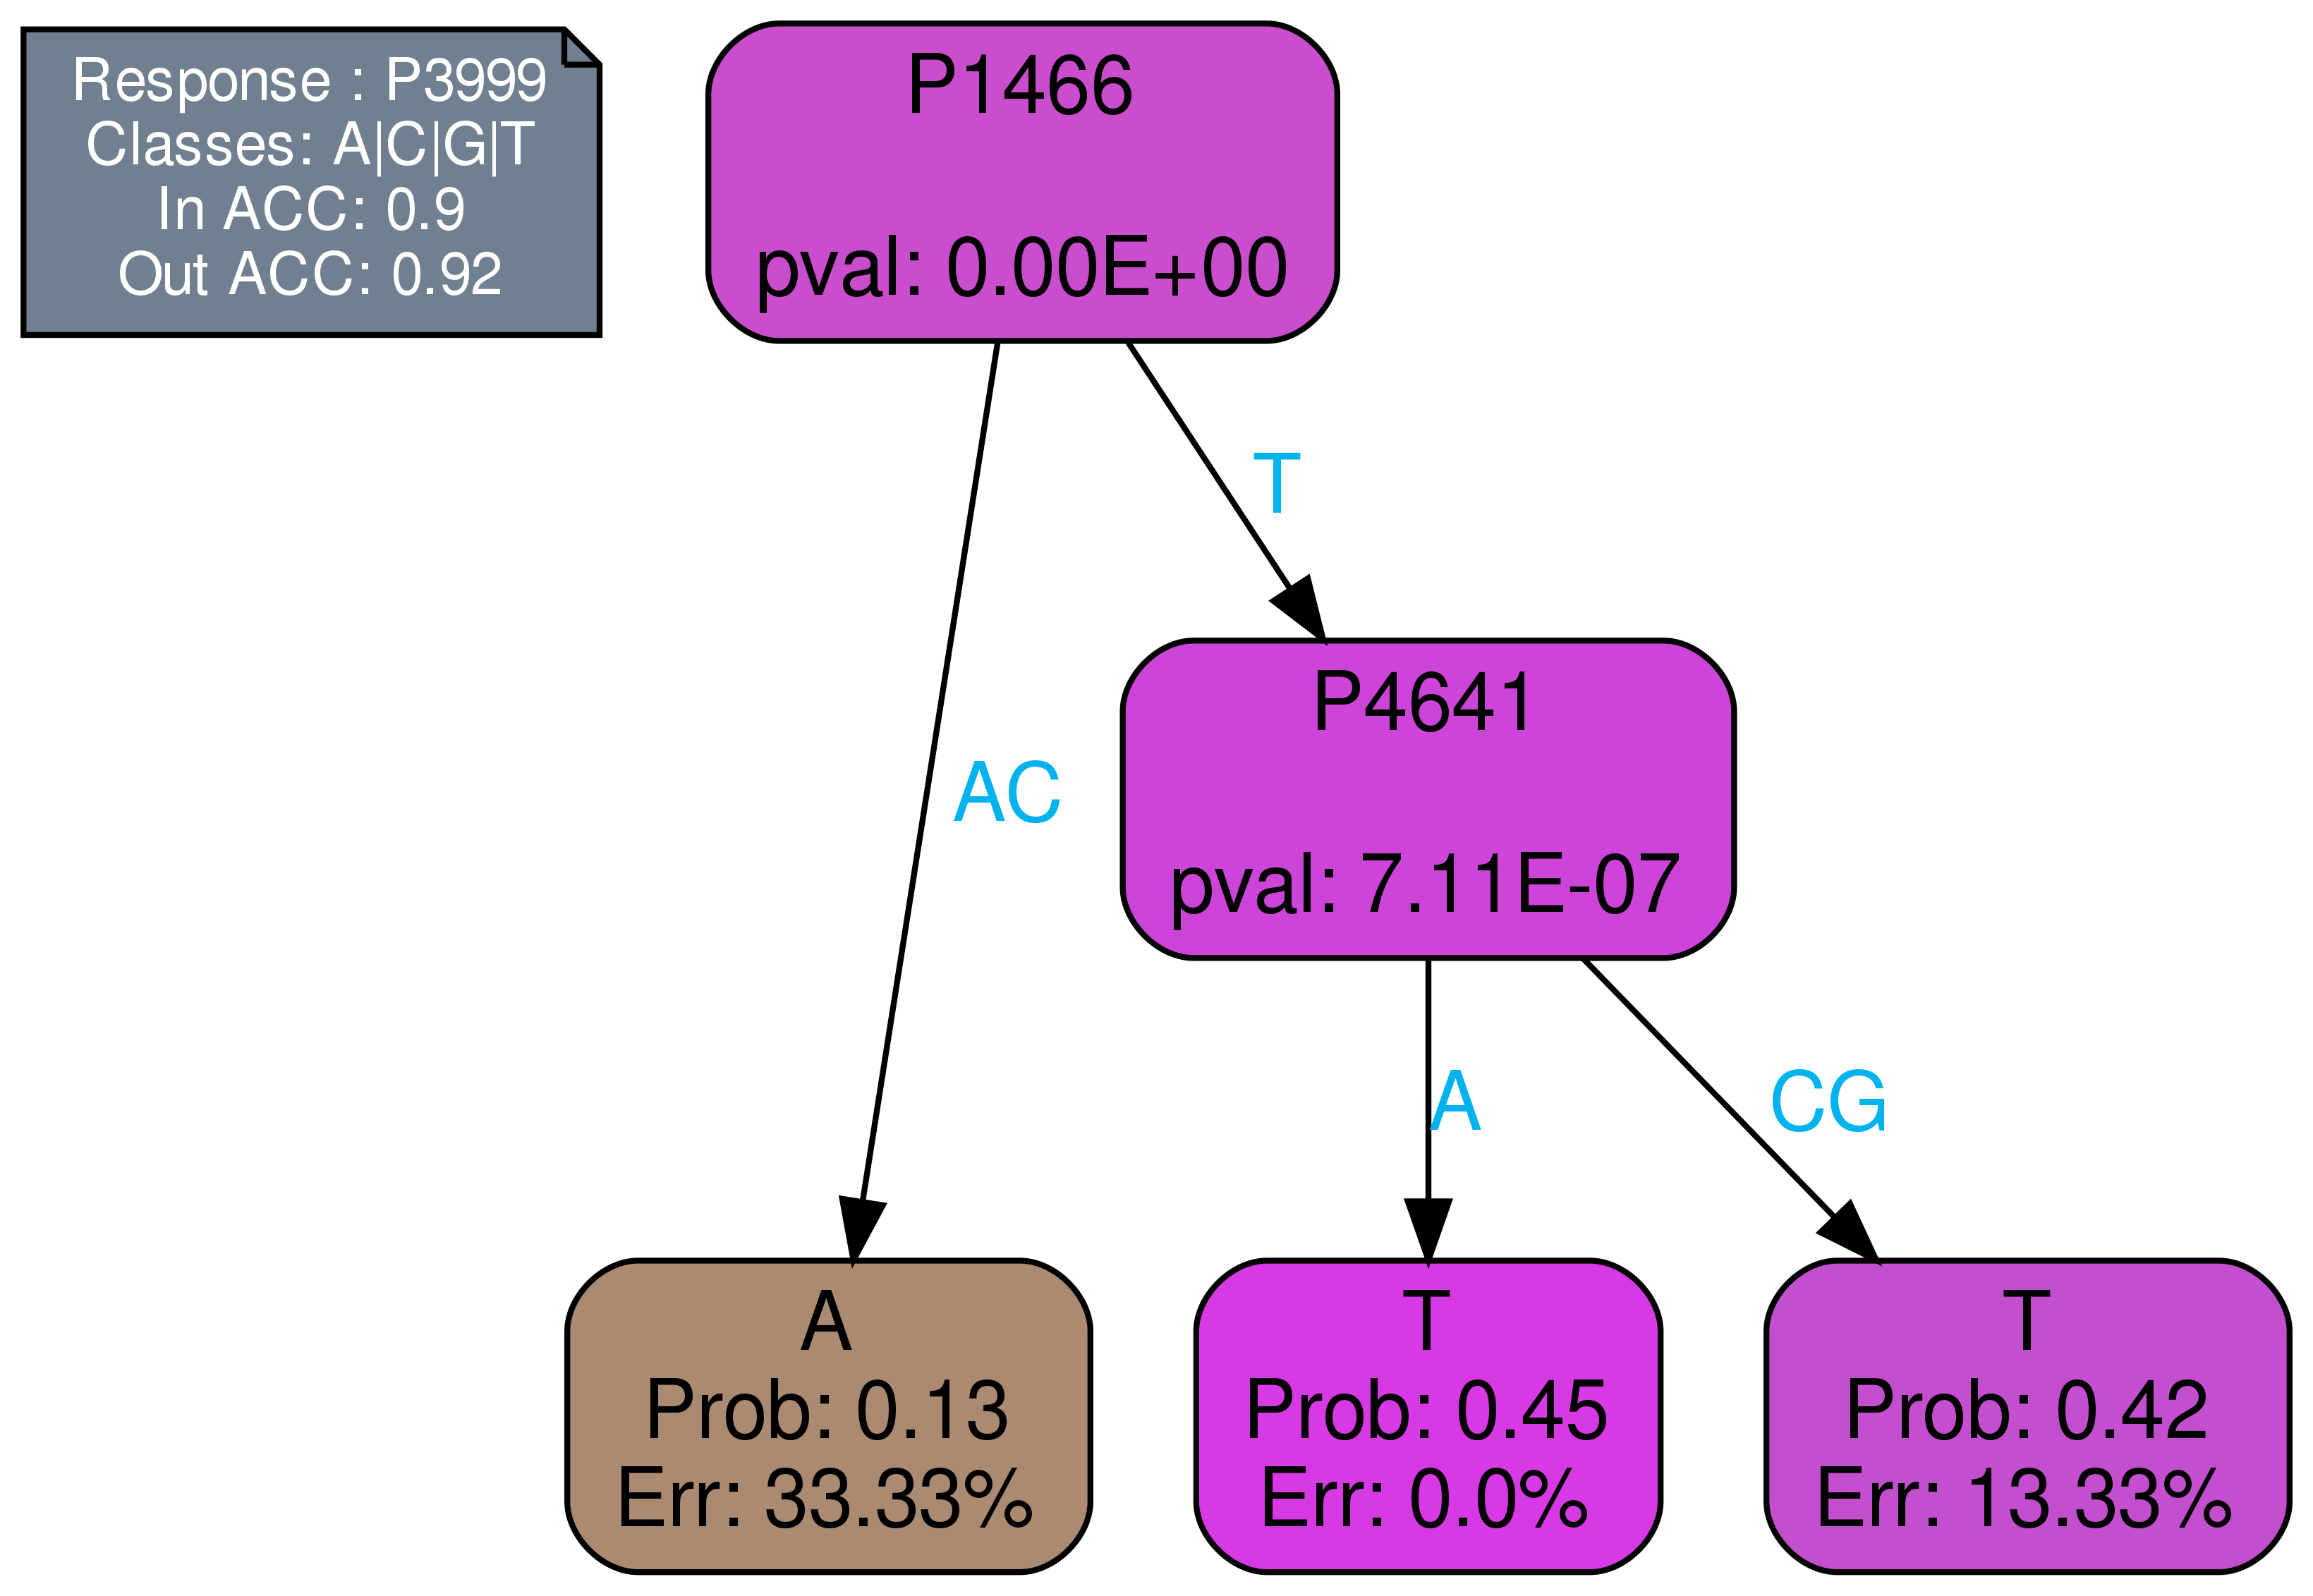 Response : P3999
Classes: A|C|G|T
In ACC: 0.9
Out ACC: 0.92
P1466
pval: 0.00E+00
T
P4641
pval: 7.11E-07
AC
A
CG
A
Prob: 0.13
Err: 33.33%
T
Prob: 0.45
Err: 0.0%
T
Prob: 0.42
Err: 13.33%